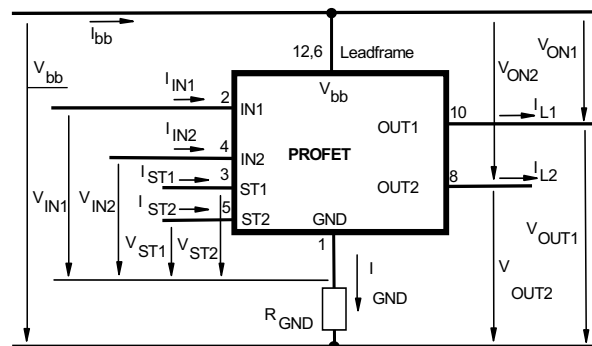 I bb
V bb
12,6 Leadframe
V bb
V ON1
V ON2
I IN1
2
IN1
I IN2
4
IN2
I ST1
3
ST1
I ST2
5
ST2
PROFET
OUT1
10
I L1
OUT2
8
I L2
GND
1
V IN1
V IN2
V ST1
V ST2
I GND
R GND
V OUT1
V OUT2